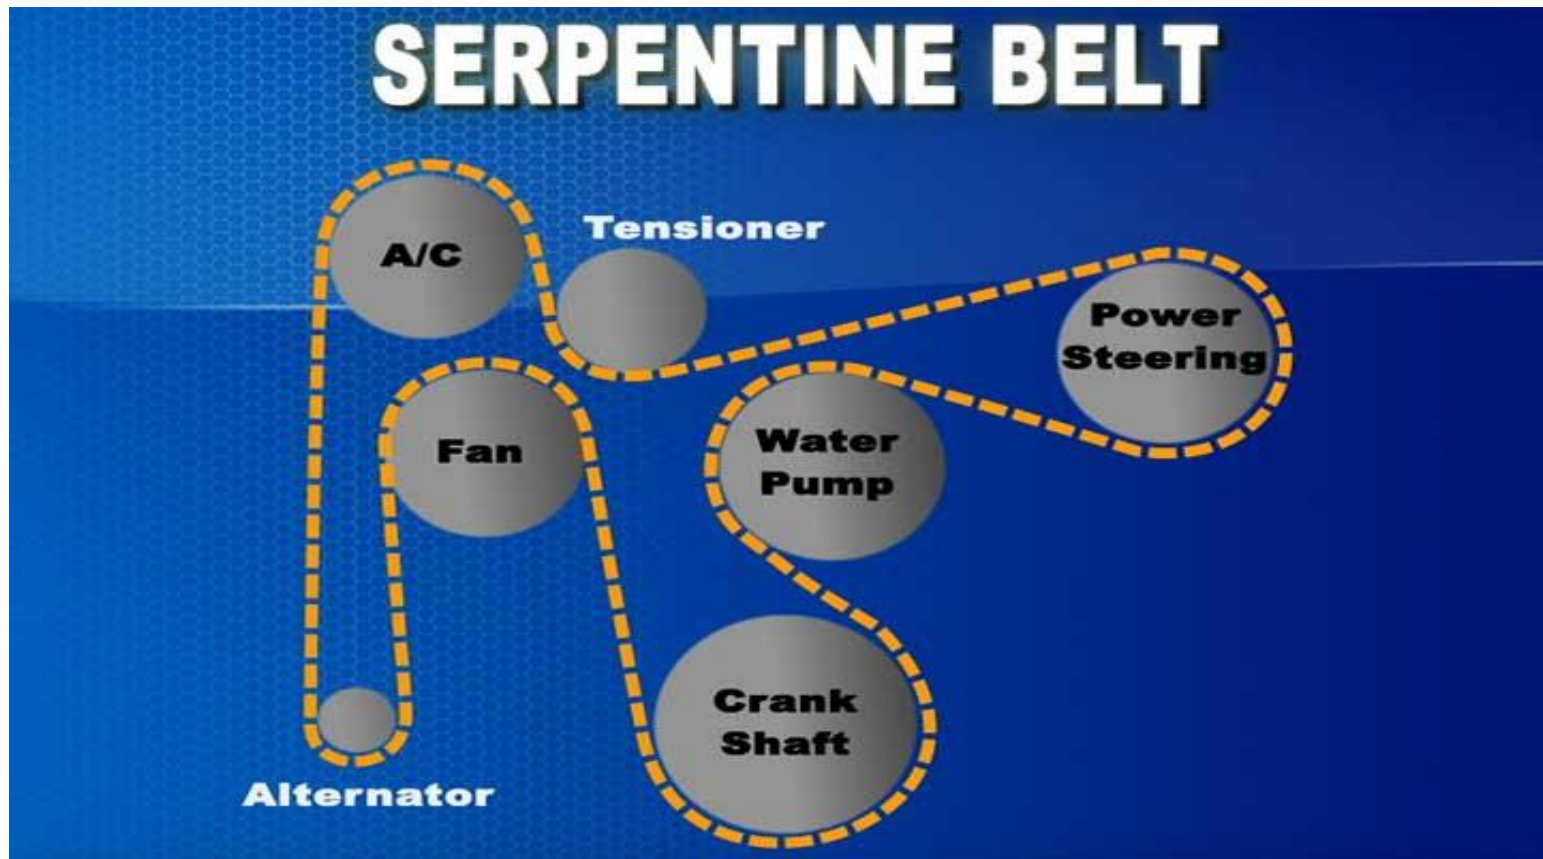 SERPENTINE BELT
A/C
Tensioner
Power
Steering
Fan
Water
Pump
Crank
Shaft
Alternator